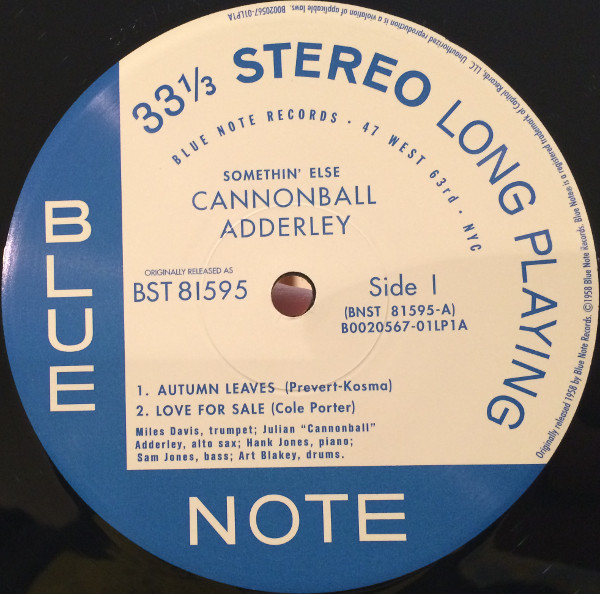 33⅓ STEREO LONG PLAYING
BLUE NOTE RECORDS · 47 WEST 63rd · NYC
SOMETHIN' ELSE
CANNONBALL
ADDERLEY
ORIGINALLY RELEASED AS
BST 81595
Side 1
(BNST 81595-A)
B0020567-01LP1A
1. AUTUMN LEAVES (Prevert-Kosma)
2. LOVE FOR SALE (Cole Porter)
Miles Davis, trumpet; Julian "Cannonball"
Adderley, alto sax; Hank Jones, piano;
Sam Jones, bass; Art Blakey, drums.
BLUE
NOTE
Originally released 1958 by Blue Note Records. ©1958 Blue Note Records. Blue Note® is a registered trademark of Capitol Records, LLC. Unauthorized reproduction is a violation of applicable laws. B0020567-01LP1A